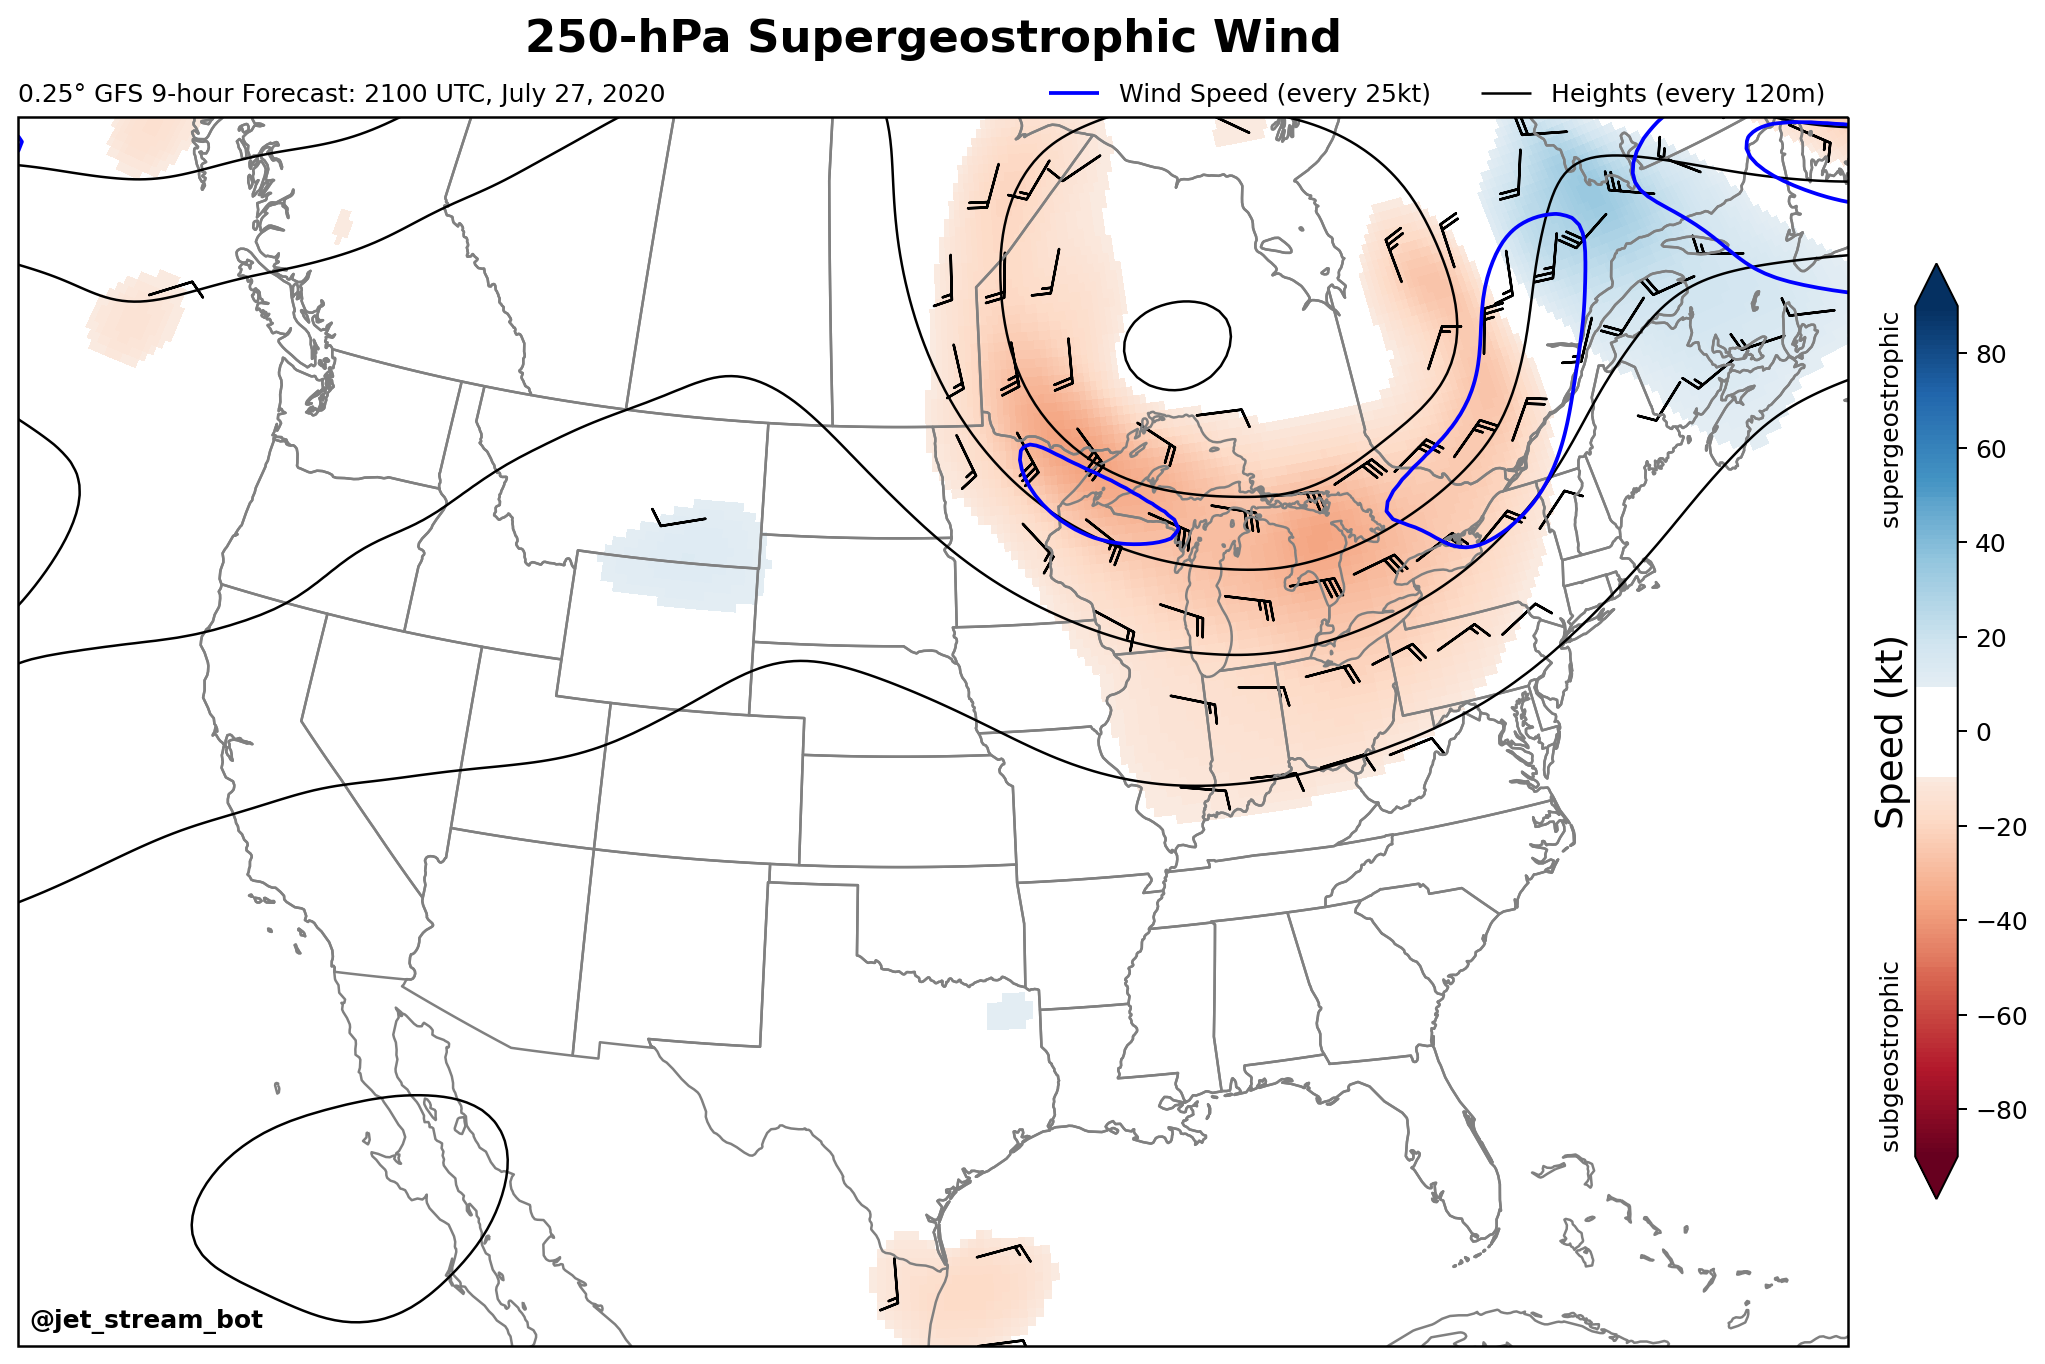 250-hPa Supergeostrophic Wind
0.25° GFS 9-hour Forecast: 2100 UTC, July 27, 2020
Wind Speed (every 25kt)
Heights (every 120m)
supergeostrophic
subgeostrophic
Speed (kt)
80
60
40
20
0
−20
−40
−60
−80
@jet_stream_bot